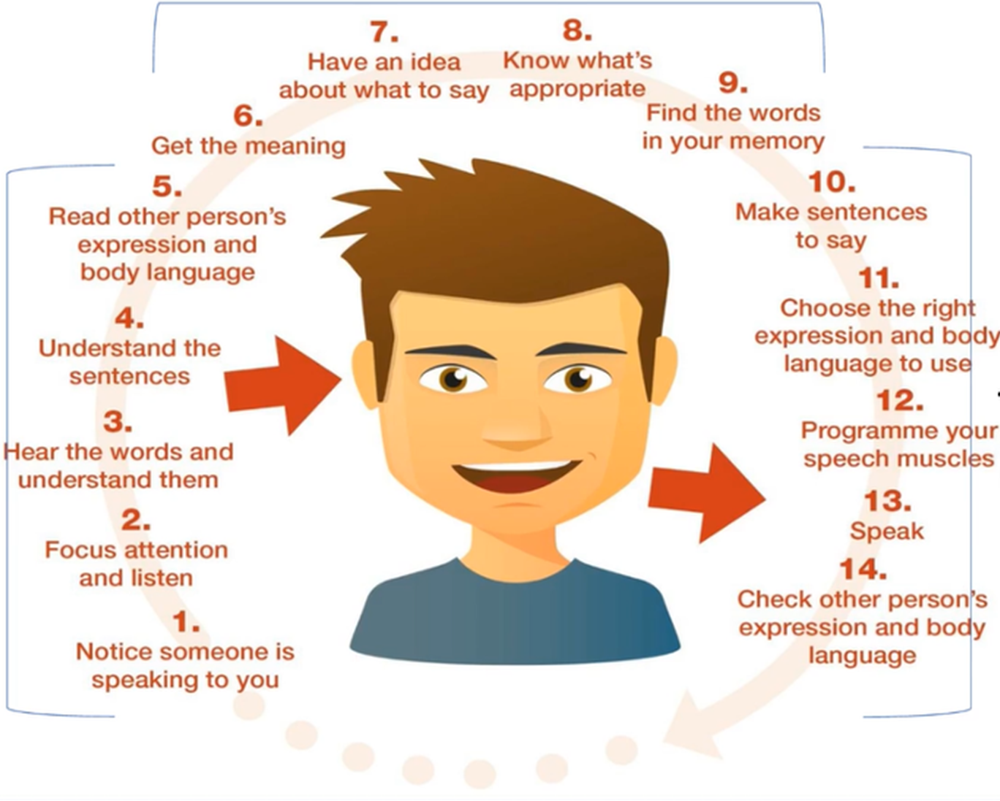 1.
Notice someone is
speaking to you
2.
Focus attention
and listen
3.
Hear the words and
understand them
4.
Understand the
sentences
5.
Read other person's
expression and
body language
6.
Get the meaning
7.
Have an idea
about what to say
8.
Know what's
appropriate
9.
Find the words
in your memory
10.
Make sentences
to say
11.
Choose the right
expression and body
language to use
12.
Programme your
speech muscles
13.
Speak
14.
Check other person's
expression and body
language